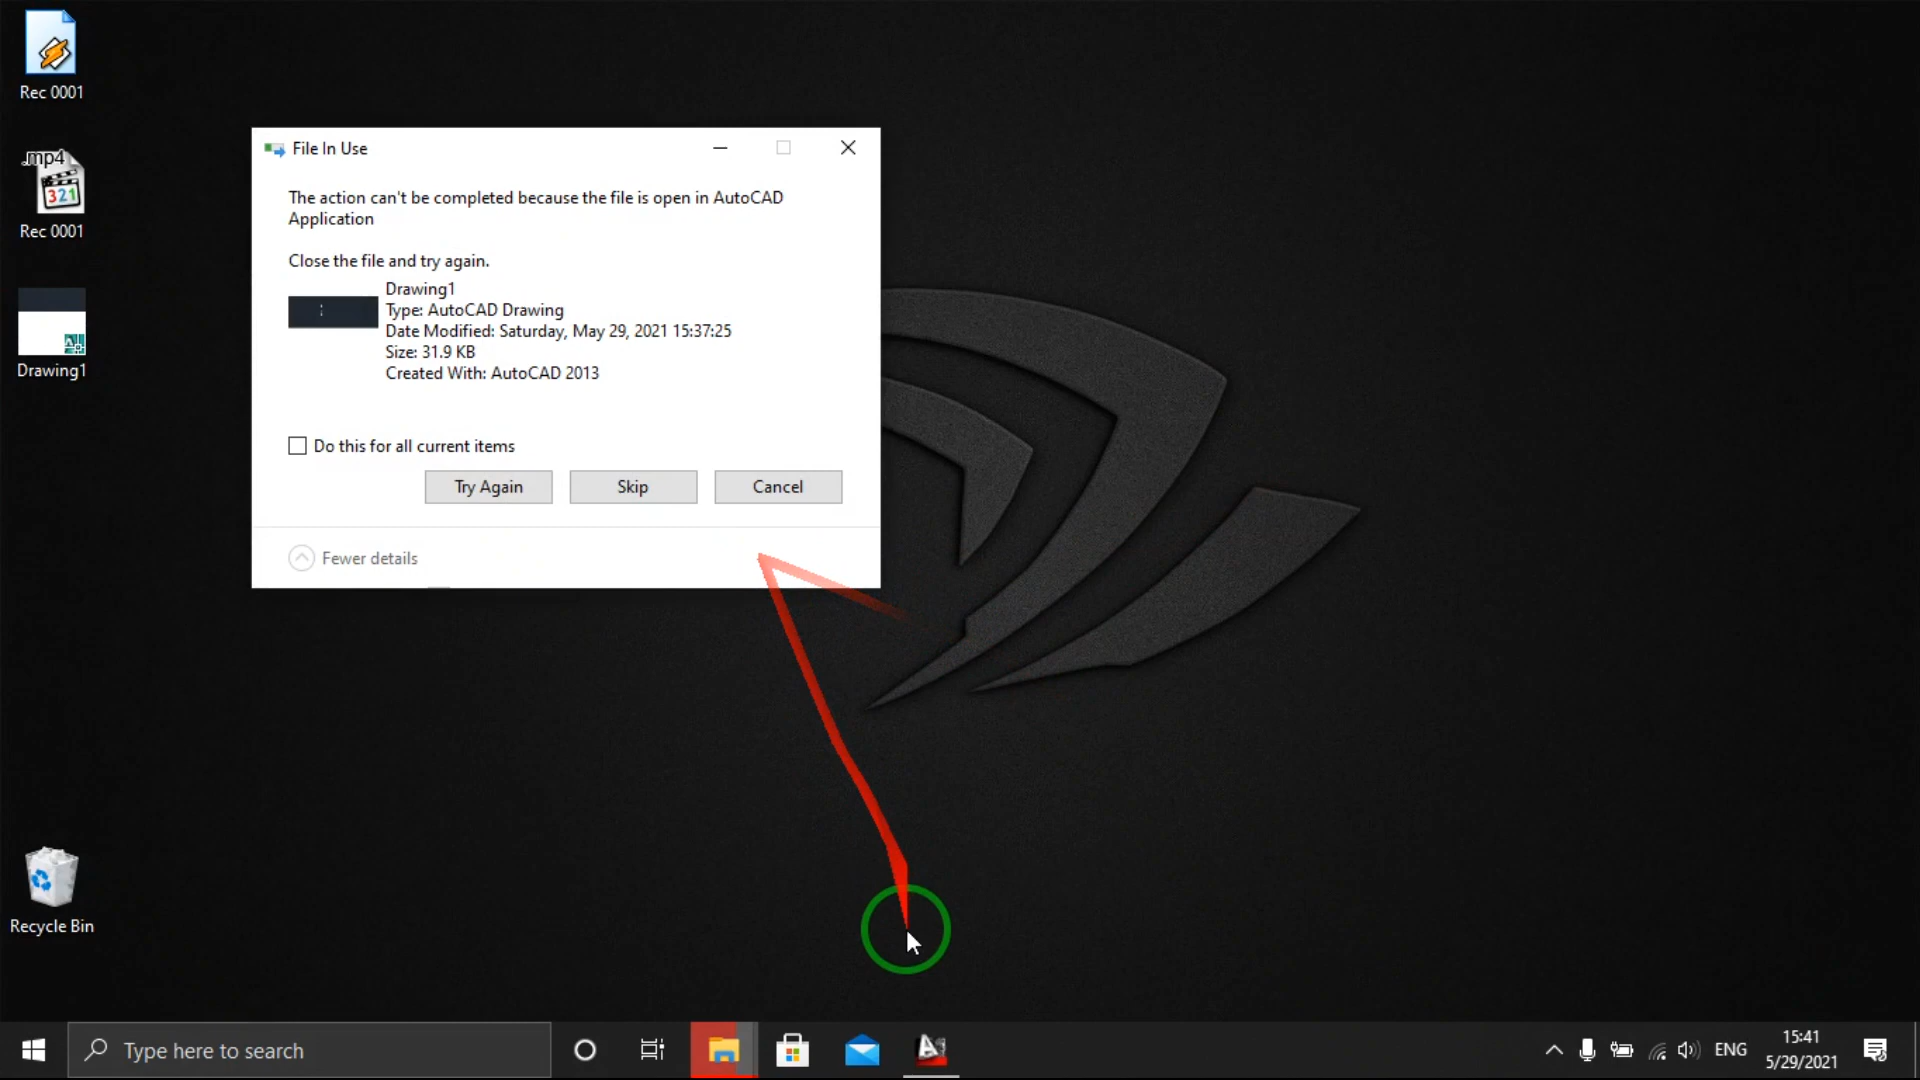 Rec 0001
.mp4
321
Rec 0001
Drawing1
Recycle Bin
File In Use
The action can't be completed because the file is open in AutoCAD
Application
Close the file and try again.
Drawing1
Type: AutoCAD Drawing
Date Modified: Saturday, May 29, 2021 15:37:25
Size: 31.9 KB
Created With: AutoCAD 2013
Do this for all current items
Try Again
Skip
Cancel
Fewer details
Type here to search
ENG
15:41
5/29/2021